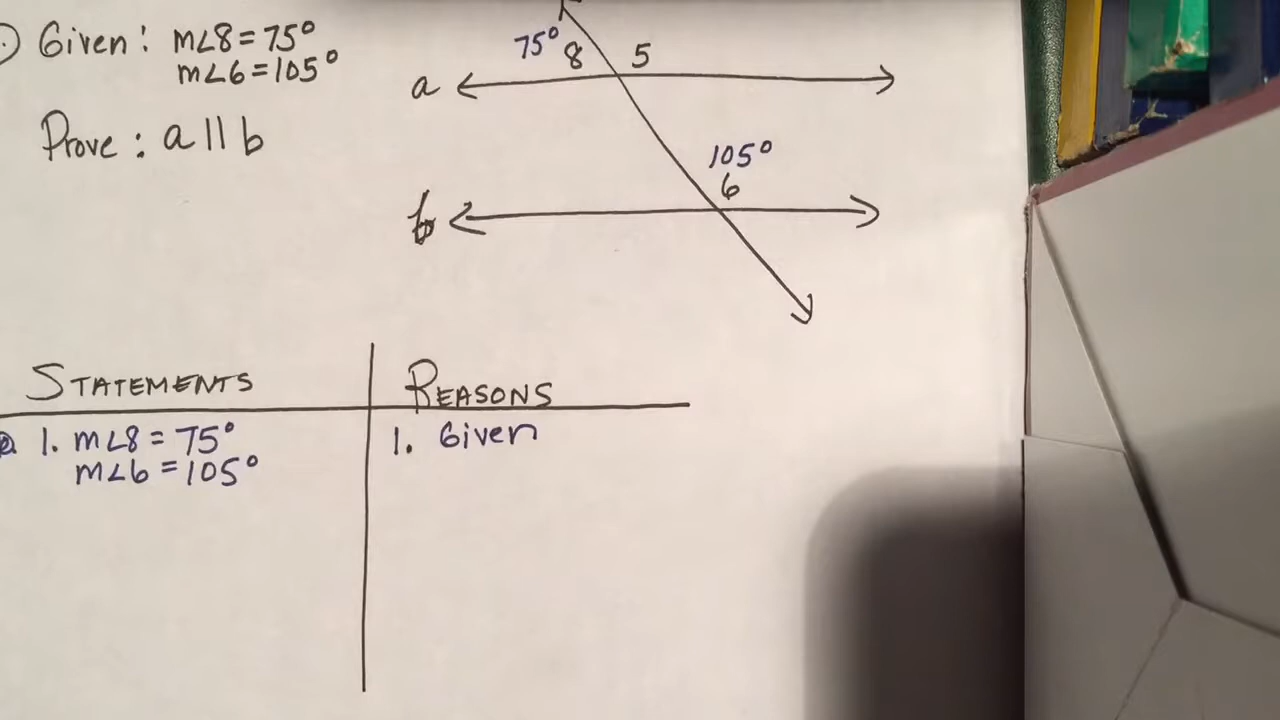 Given: m∠8=75°
m∠6=105°
Prove: a || b
75° 8 5
a
105°
6
b
STATEMENTS REASONS
1. m∠8=75° 1. Given
m∠6=105°